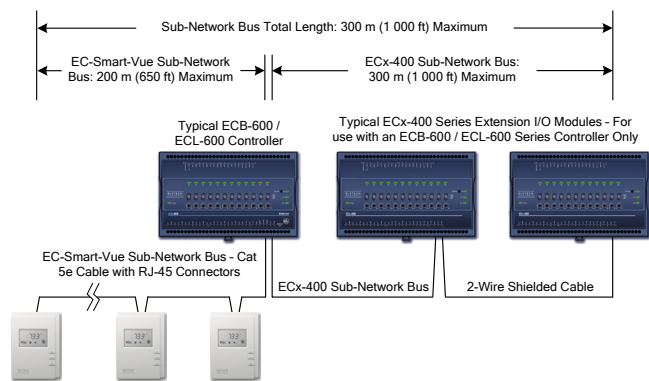 Sub-Network Bus Total Length: 300 m (1 000 ft) Maximum
EC-Smart-Vue Sub-Network
Bus: 200 m (650 ft) Maximum
ECx-400 Sub-Network Bus:
300 m (1 000 ft) Maximum
Typical ECB-600 /
ECL-600 Controller
Typical ECx-400 Series Extension I/O Modules - For
use with an ECB-600 / ECL-600 Series Controller Only
EC-Smart-Vue Sub-Network Bus - Cat
5e Cable with RJ-45 Connectors
ECx-400 Sub-Network Bus
2-Wire Shielded Cable